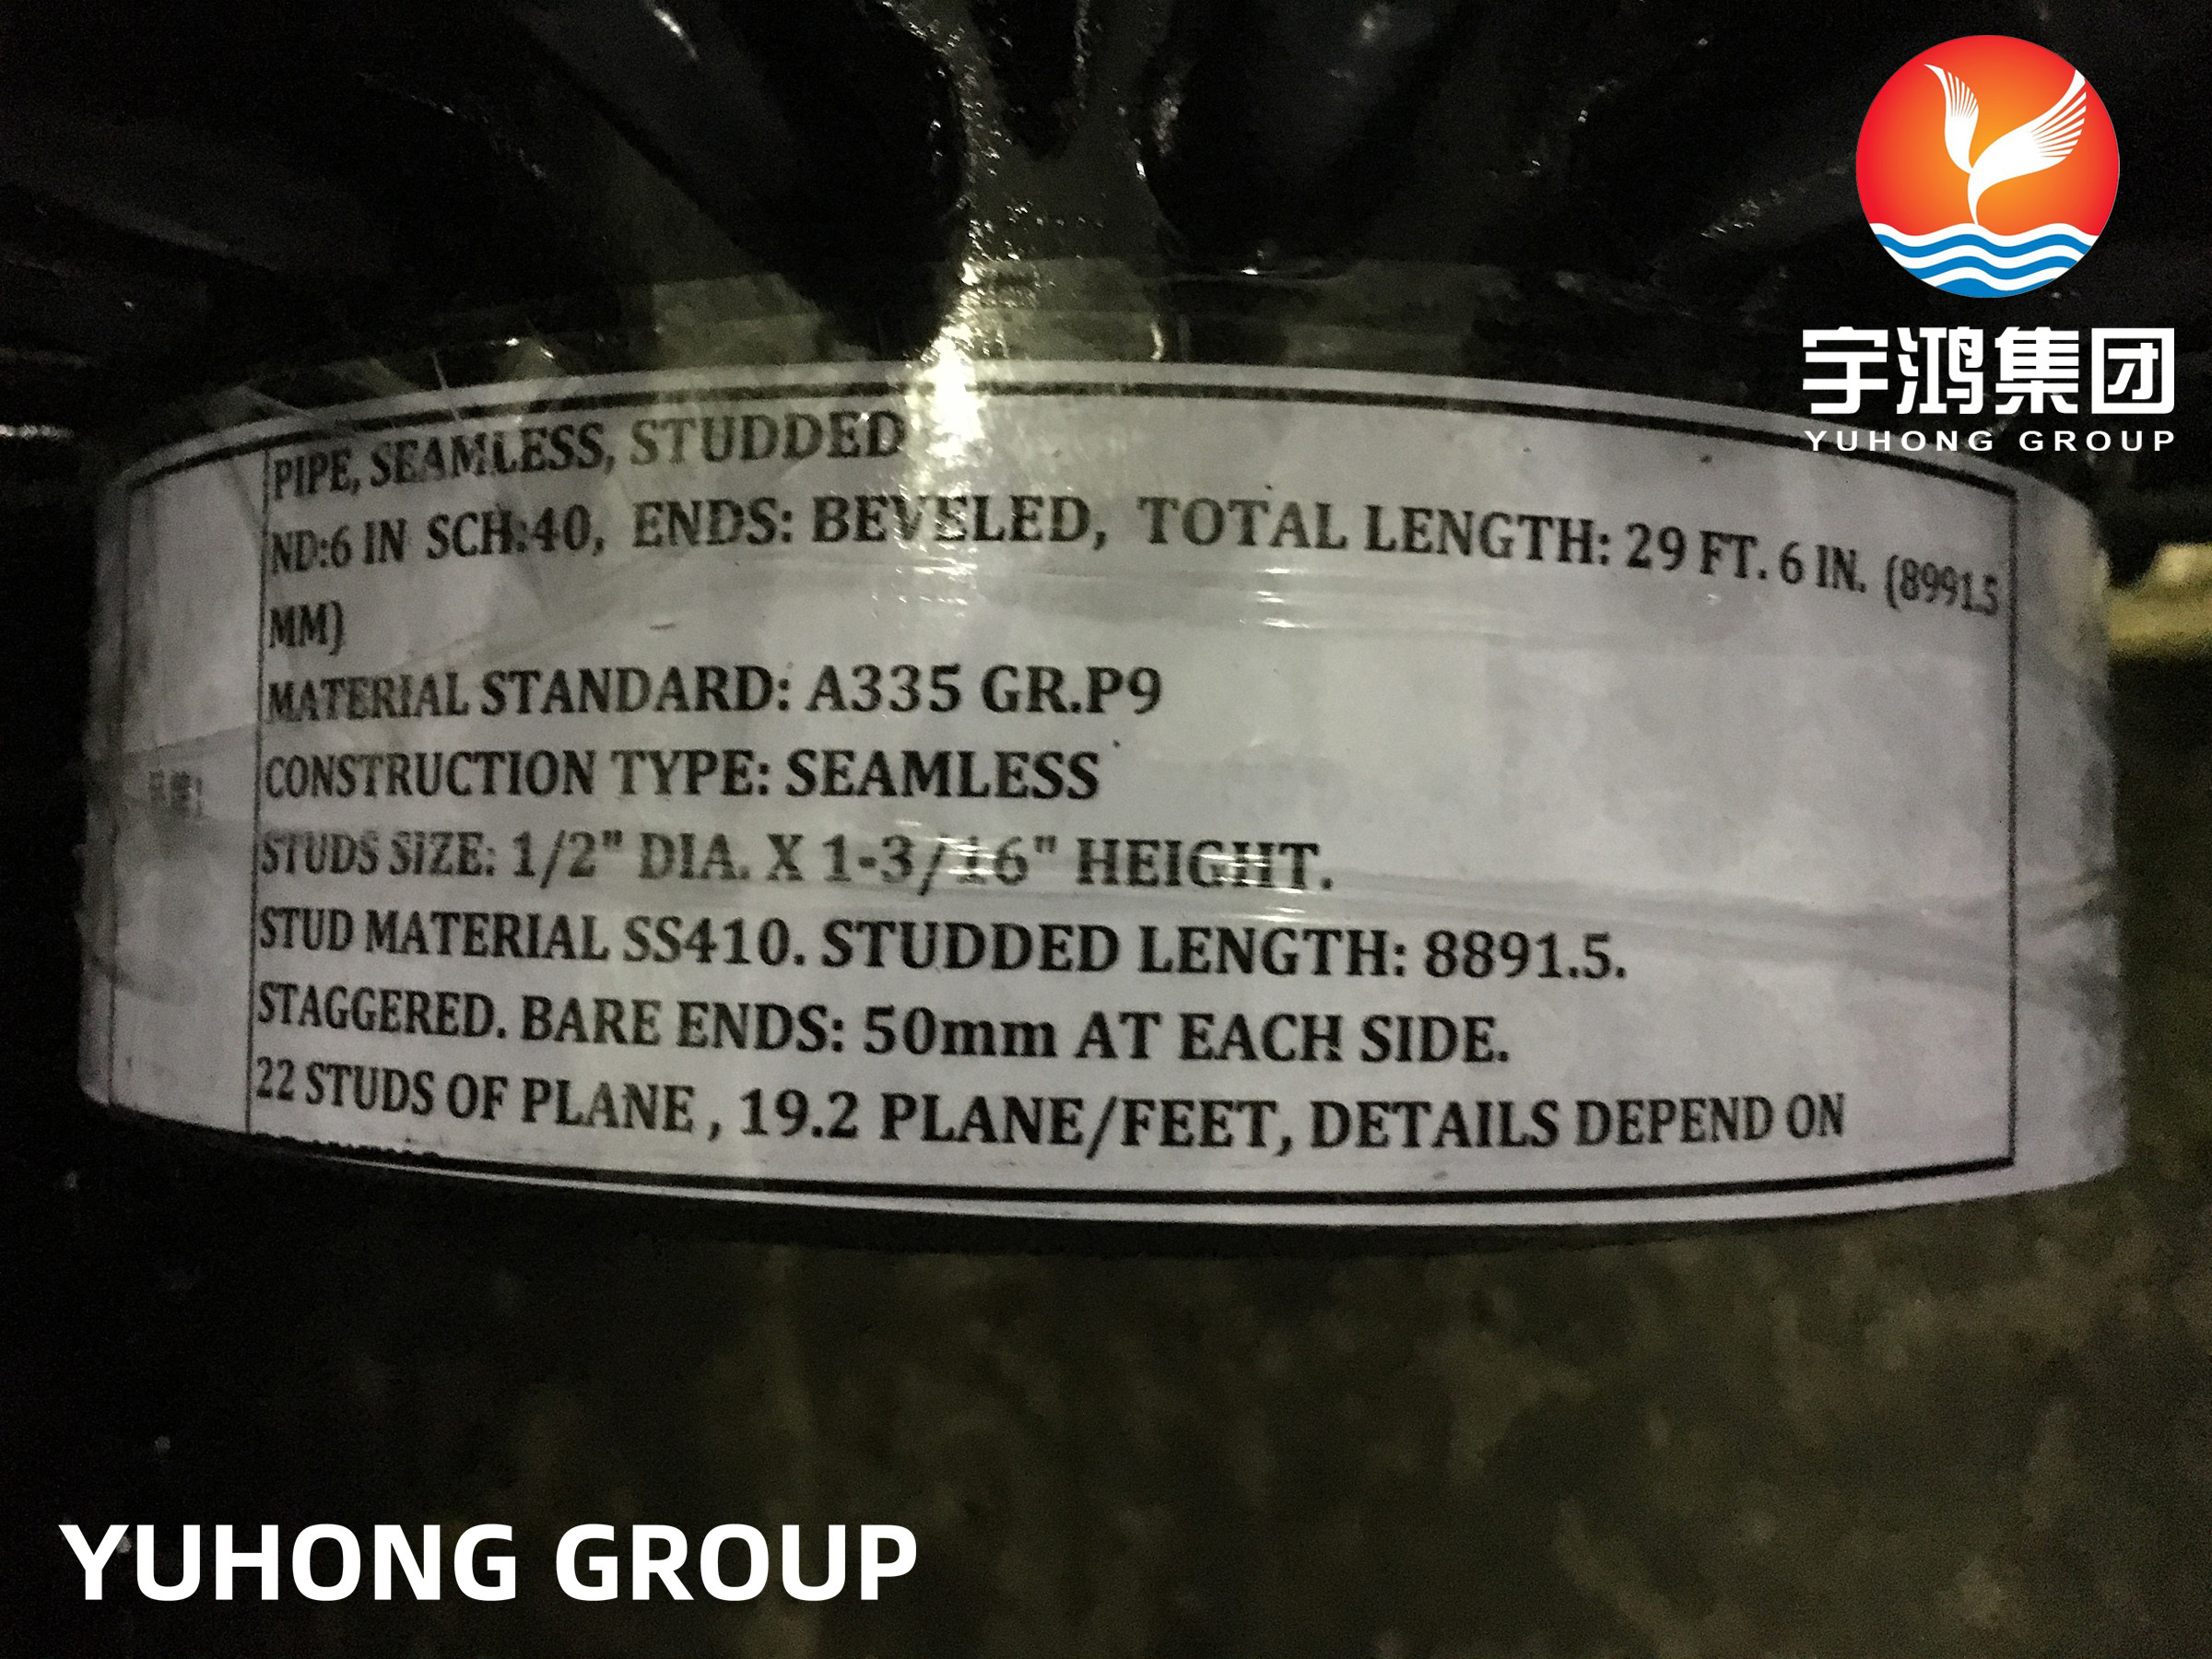 宇鸿集团
YUHONG GROUP
PIPE, SEAMLESS, STUDDED
ND:6 IN SCH:40, ENDS: BEVELED, TOTAL LENGTH: 29 FT. 6 IN. (8991.5
MM)
MATERIAL STANDARD: A335 GR.P9
CONSTRUCTION TYPE: SEAMLESS
STUDS SIZE: 1/2" DIA. X 1-3/16" HEIGHT.
STUD MATERIAL SS410. STUDDED LENGTH: 8891.5.
STAGGERED. BARE ENDS: 50mm AT EACH SIDE.
22 STUDS OF PLANE , 19.2 PLANE/FEET, DETAILS DEPEND ON
YUHONG GROUP